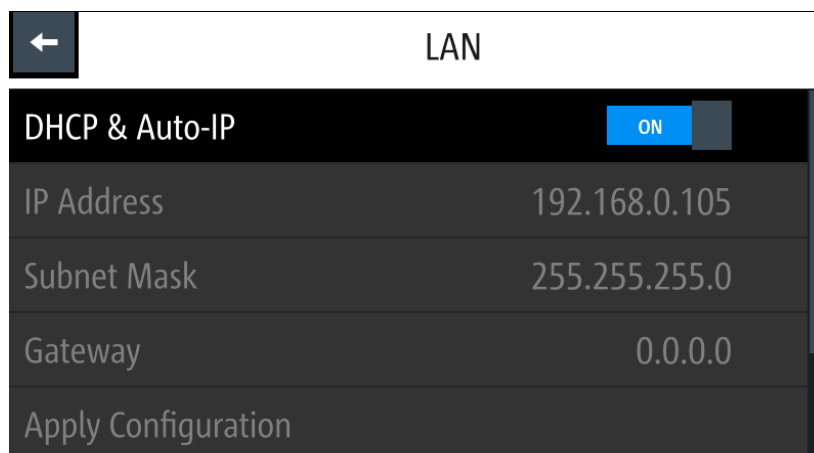 LAN
DHCP & Auto-IP ON
IP Address 192.168.0.105
Subnet Mask 255.255.255.0
Gateway 0.0.0.0
Apply Configuration